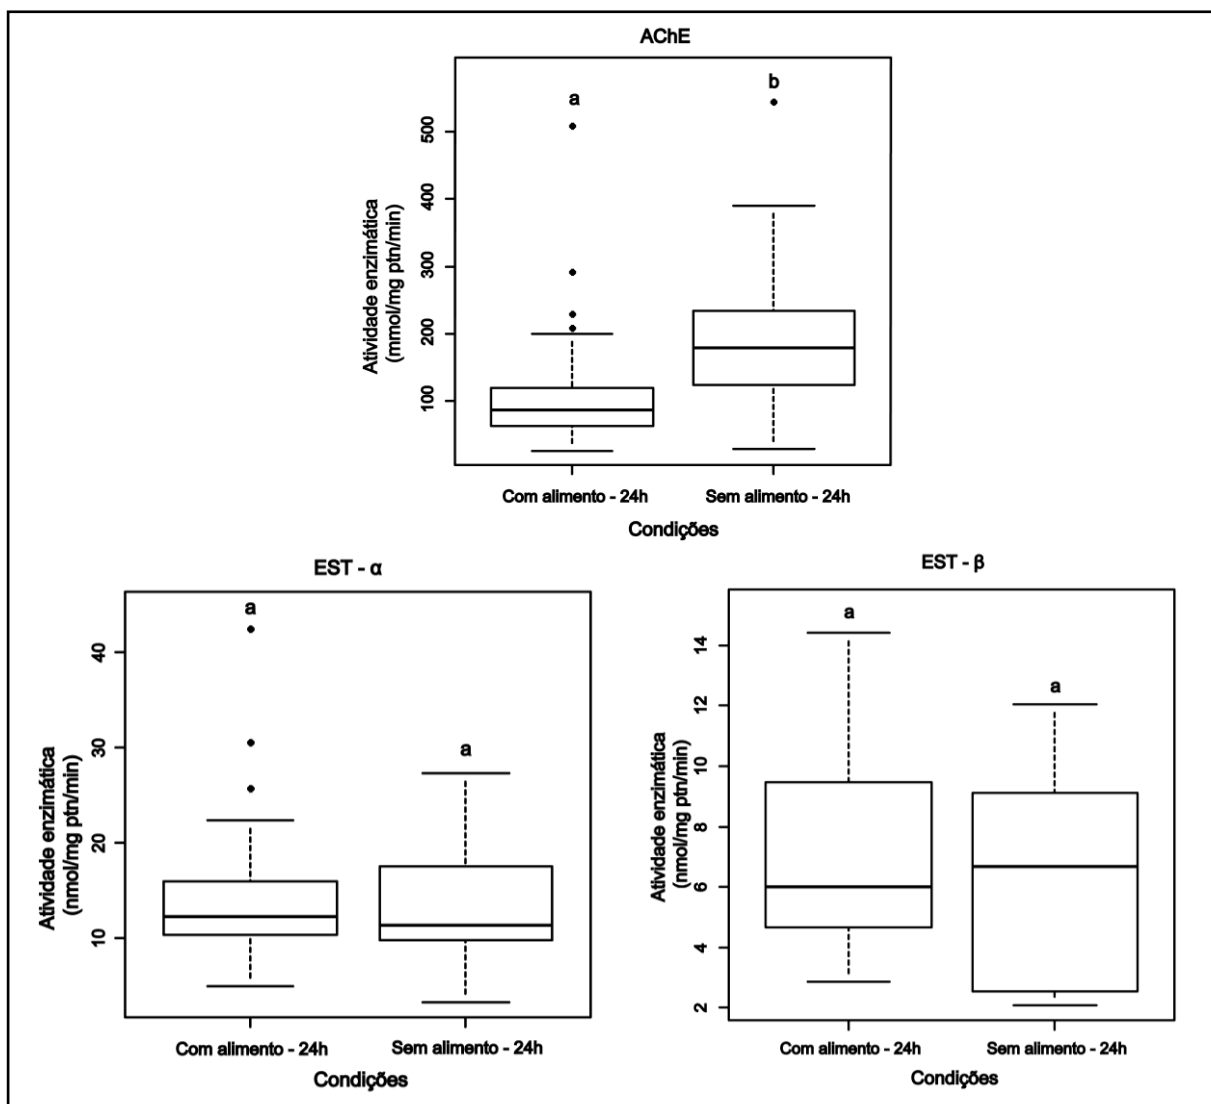 AChE
a
b
Atividade enzimática
(mmol/mg ptn/min)
500
400
300
200
100
Com alimento - 24h
Sem alimento - 24h
Condições
EST - α
a
a
Atividade enzimática
(nmol/mg ptn/min)
40
30
20
10
Com alimento - 24h
Sem alimento - 24h
Condições
EST - β
a
a
Atividade enzimática
(nmol/mg ptn/min)
14
12
10
8
6
4
2
Com alimento - 24h
Sem alimento - 24h
Condições